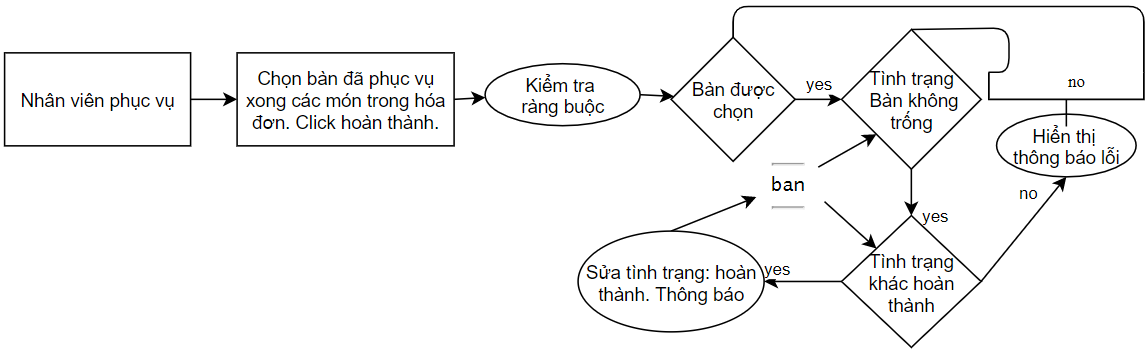 Nhân viên phục vụ
Chọn bàn đã phục vụ
xong các món trong hóa
đơn. Click hoàn thành.
Kiểm tra
ràng buộc
Bàn được
chọn
yes
Tình trạng
Bàn không
trống
no
Hiển thị
thông báo lỗi
ban
yes
no
Sửa tình trạng: hoàn
thành. Thông báo
yes
Tình trạng
khác hoàn
thành